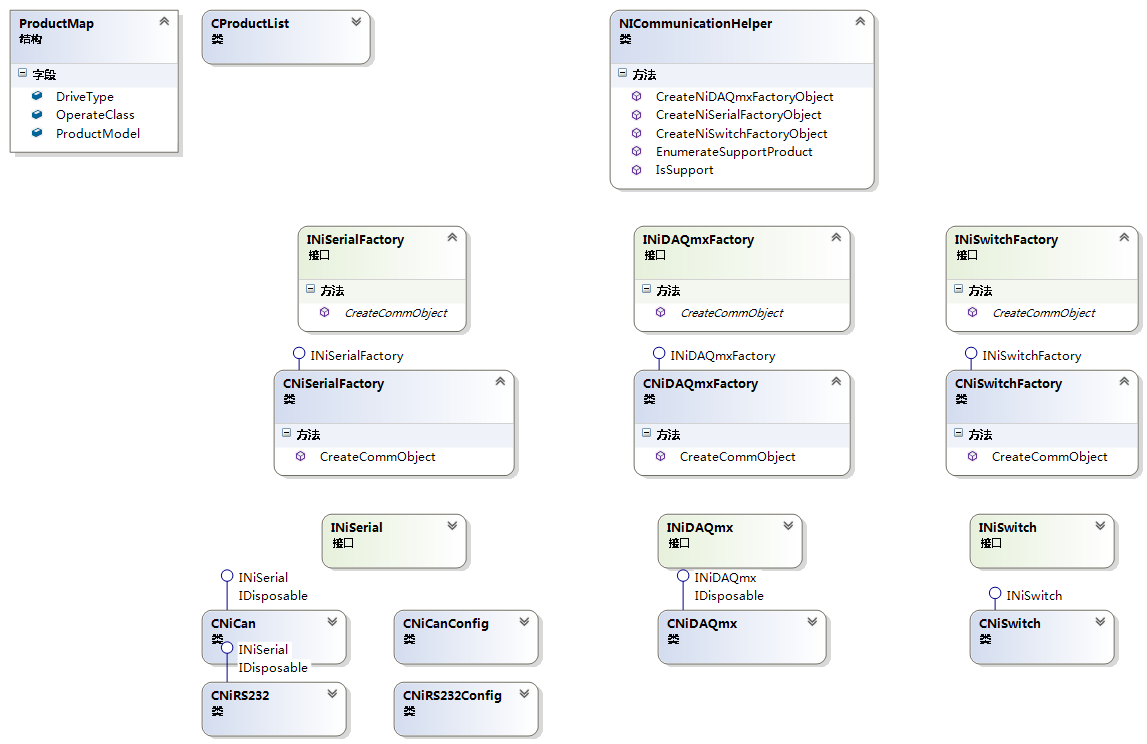 ProductMap
结构
字段
DriveType
OperateClass
ProductModel
CProductList
类
NICommunicationHelper
类
方法
CreateNiDAQmxFactoryObject
CreateNiSerialFactoryObject
CreateNiSwitchFactoryObject
EnumerateSupportProduct
IsSupport
INiSerialFactory
接口
方法
CreateCommObject
INiDAQmxFactory
接口
方法
CreateCommObject
INiSwitchFactory
接口
方法
CreateCommObject
INiSerialFactory
CNiSerialFactory
类
方法
CreateCommObject
INiDAQmxFactory
CNiDAQmxFactory
类
方法
CreateCommObject
INiSwitchFactory
CNiSwitchFactory
类
方法
CreateCommObject
INiSerial
接口
INiDAQmx
接口
INiSwitch
接口
INiSerial
IDisposable
CNiCan
类
CNiCanConfig
类
INiDAQmx
IDisposable
CNiDAQmx
类
INiSwitch
CNiSwitch
类
INiSerial
IDisposable
CNiRS232
类
CNiRS232Config
类